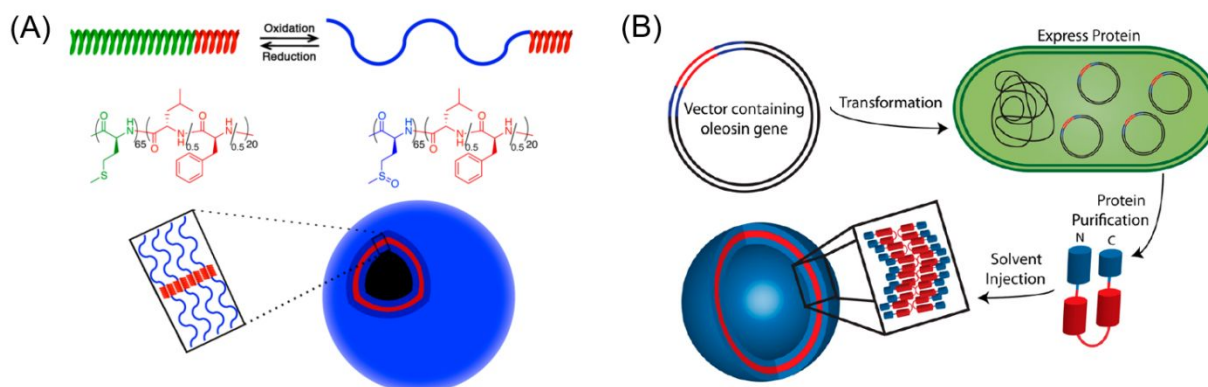 (A)
Oxidation
Reduction
O
H
N
65
O
H
N
0.5
O
H
N
0.5
20
S
O
H
N
65
O
H
N
0.5
O
H
N
0.5
20
S
O
(B)
Express Protein
Vector containing
oleosin gene
Transformation
Protein
Purification
N
C
Solvent
Injection